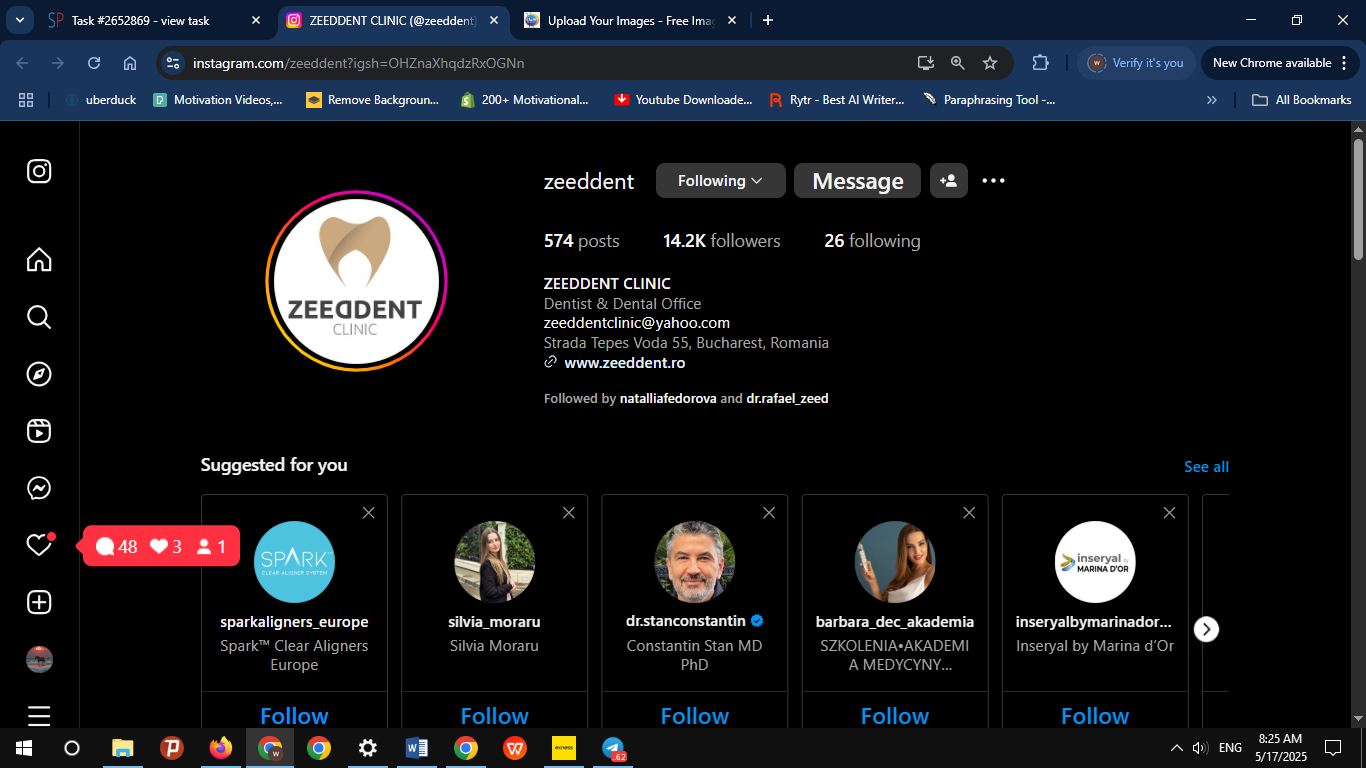 Task #2652869 - view task
ZEEDDENT CLINIC (@zeeddent)
Upload Your Images - Free Ima
instagram.com/zeeddent?igsh=OHZnaXhqdzRxOGNn
Verify it's you
New Chrome available
uberduck
Motivation Videos,...
Remove Backgroun...
200+ Motivational...
Youtube Downloade...
Rytr - Best AI Writer...
Paraphrasing Tool -...
All Bookmarks
zeeddent
Following
Message
574 posts
14.2K followers
26 following
ZEEDDENT CLINIC
Dentist & Dental Office
zeeddentclinic@yahoo.com
Strada Tepes Voda 55, Bucharest, Romania
www.zeeddent.ro
Followed by natalliafedorova and dr.rafael_zeed
ZEEDDENT
CLINIC
Suggested for you
See all
48 3 1
SPARK
CLEAR ALIGNER SYSTEM
sparkaligners_europe
Spark™ Clear Aligners
Europe
Follow
silvia_moraru
Silvia Moraru
Follow
dr.stanconstantin
Constantin Stan MD
PhD
Follow
barbara_dec_akademia
SZKOLENIA•AKADEMI
A MEDYCYNY...
Follow
inseryal by
MARINA D'OR
inseryalbymarinador...
Inseryal by Marina d'Or
Follow
exness
62
ENG
8:25 AM
5/17/2025